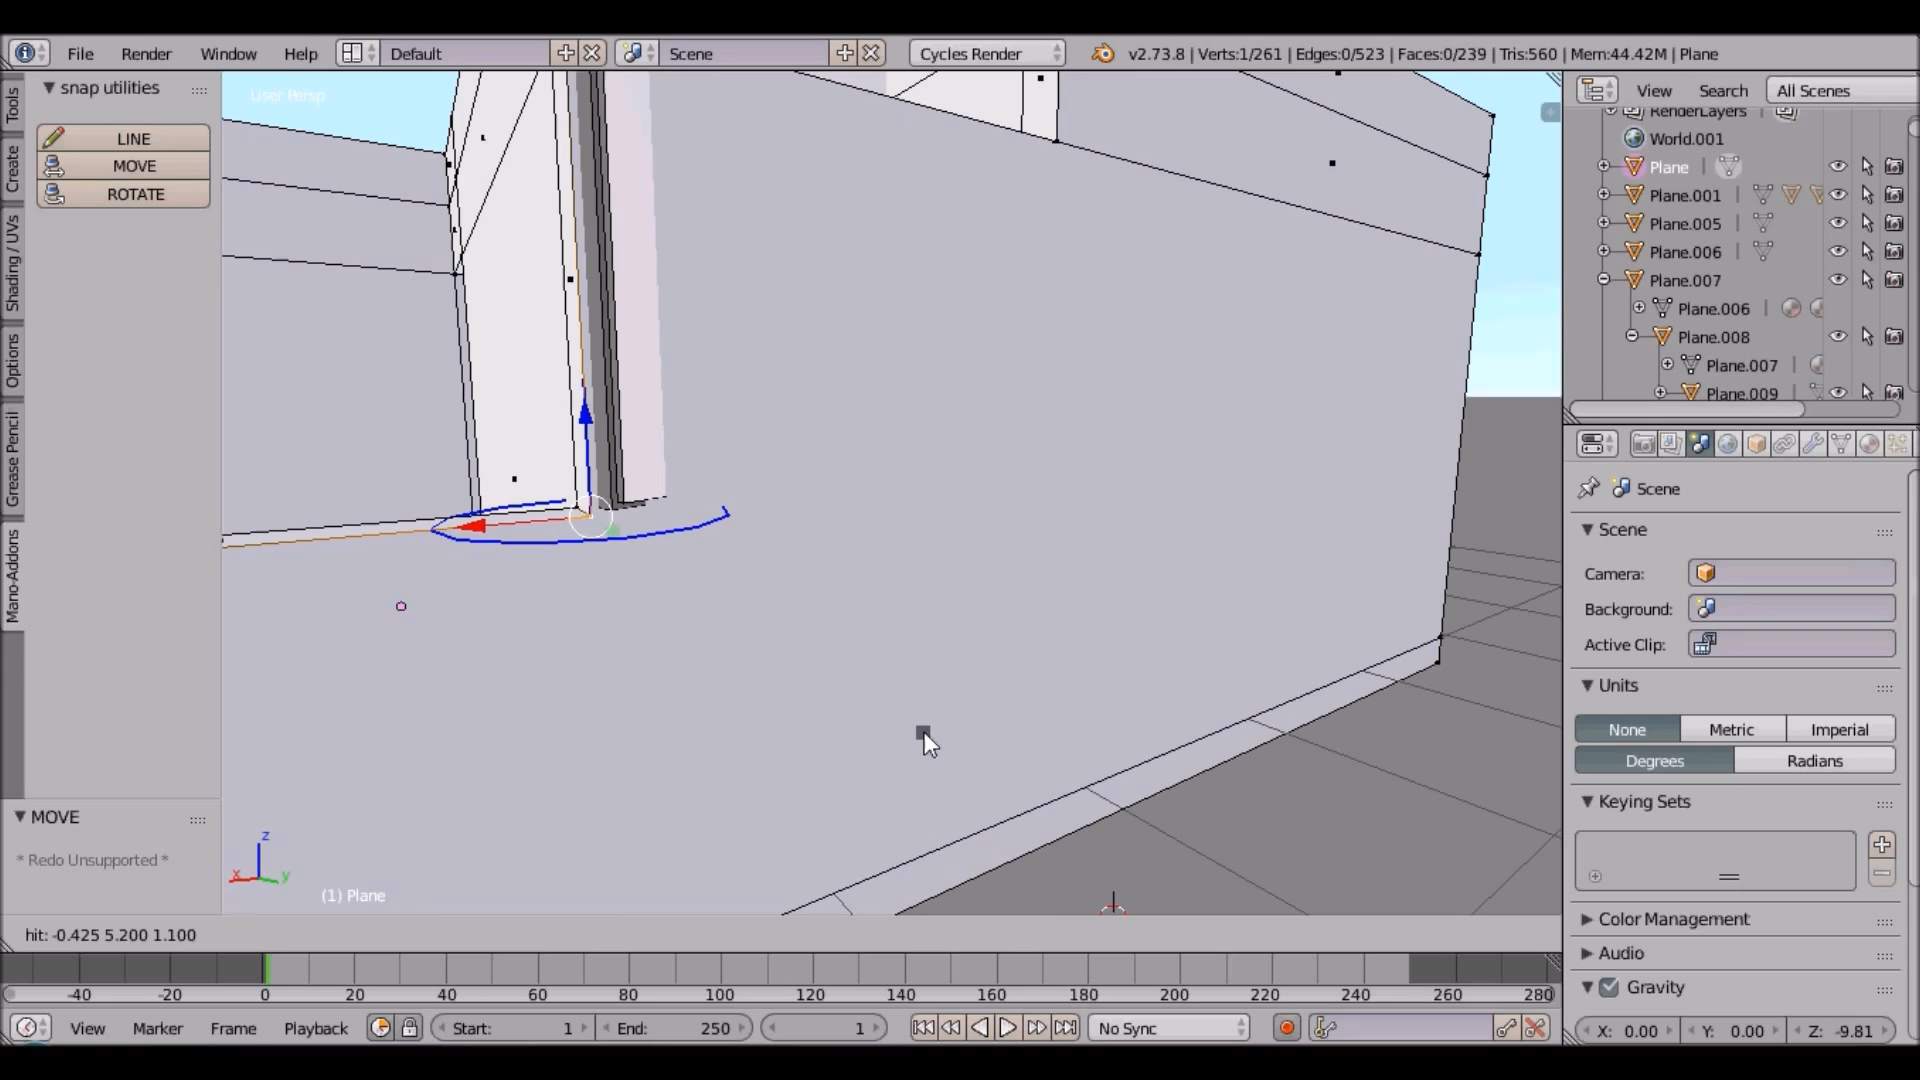 File Render Window Help Default Scene Cycles Render v2.73.8 | Verts:1/261 | Edges:0/523 | Faces:0/239 | Tris:560 | Mem:44.42M | Plane
snap utilities
LINE
MOVE
ROTATE
Tools
Create
Shading / UVs
Options
Grease Pencil
Mano-Addons
MOVE
* Redo Unsupported *
User Persp
z
x
y
(1) Plane
hit: -0.425 5.200 1.100
View Search All Scenes
RenderLayers
World.001
Plane
Plane.001
Plane.005
Plane.006
Plane.007
Plane.006
Plane.008
Plane.007
Plane.009
Scene
Scene
Camera:
Background:
Active Clip:
Units
None Metric Imperial
Degrees Radians
Keying Sets
Color Management
Audio
Gravity
X: 0.00 Y: 0.00 Z: -9.81
-40 -20 0 20 40 60 80 100 120 140 160 180 200 220 240 260 280
View Marker Frame Playback Start: 1 End: 250 1 No Sync